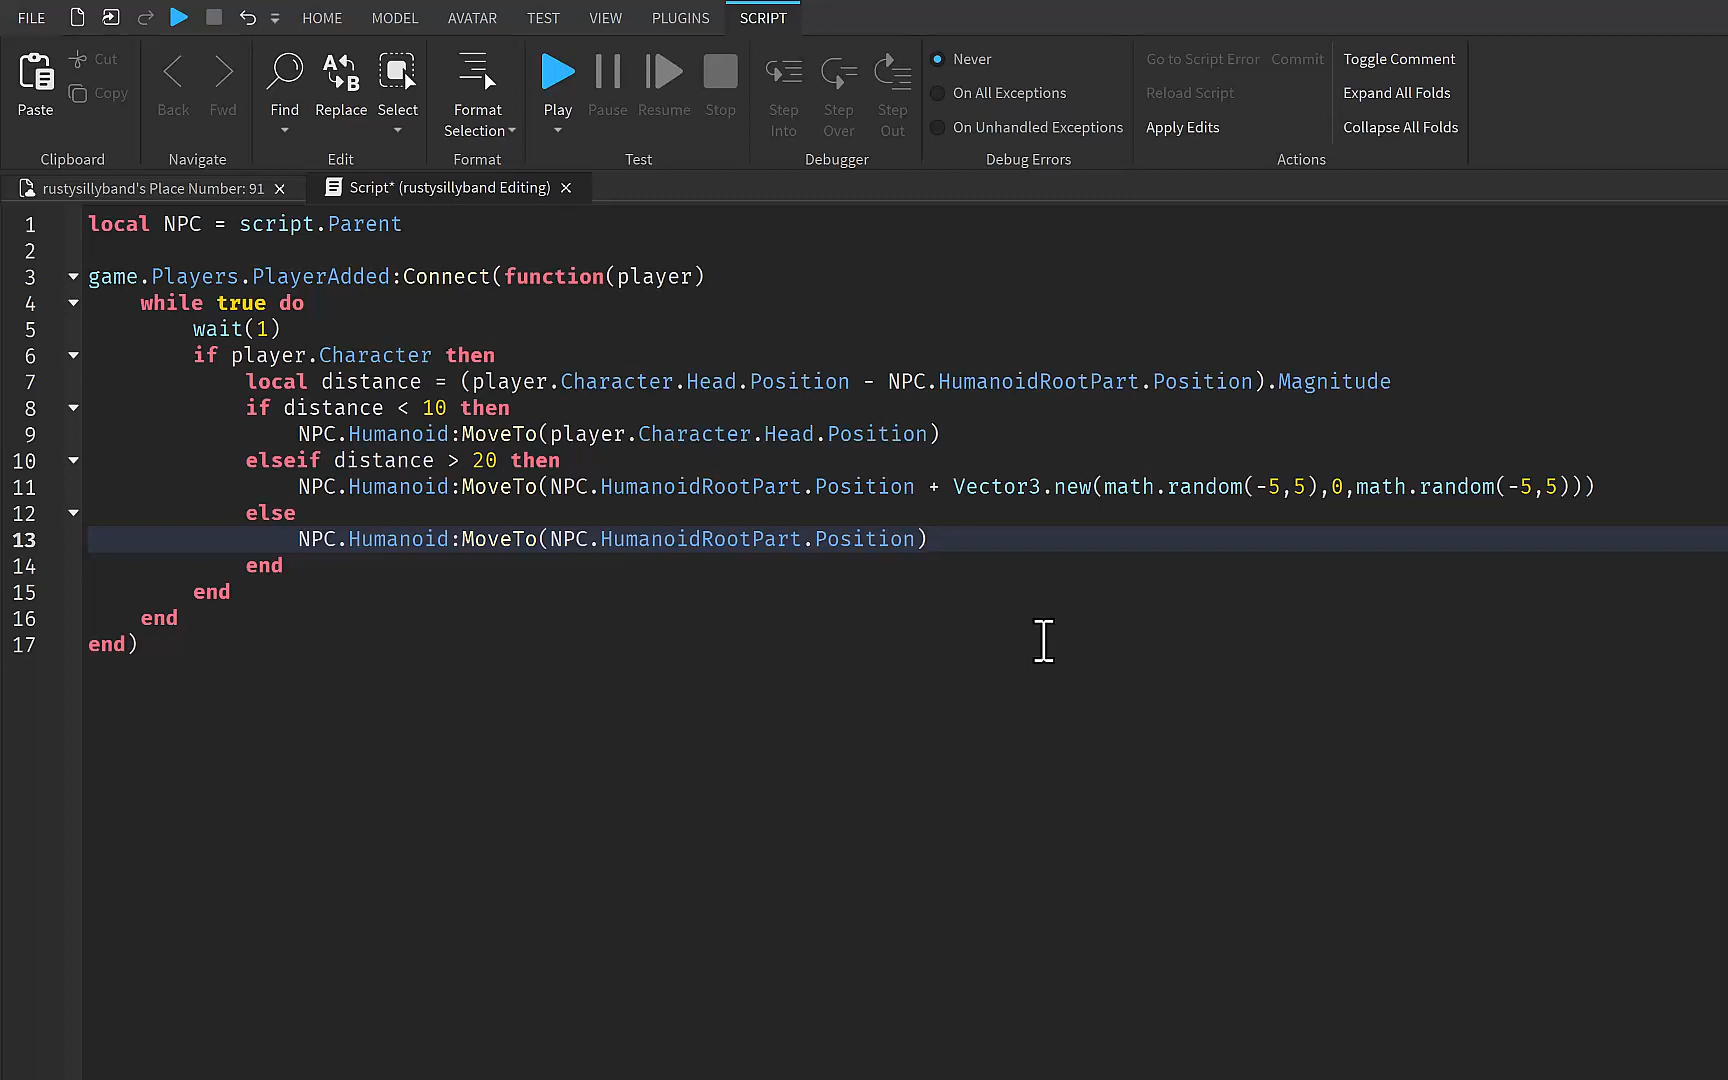 FILE HOME MODEL AVATAR TEST VIEW PLUGINS SCRIPT
Paste Cut Copy Clipboard
Back Fwd Navigate
Find Replace Select Edit
Format Selection Format
Play Pause Resume Stop Test
Step Into Step Over Step Out Debugger
Never
On All Exceptions
On Unhandled Exceptions
Debug Errors
Go to Script Error Commit Toggle Comment
Reload Script Expand All Folds
Apply Edits Collapse All Folds
Actions
rustysillyband's Place Number: 91 Script* (rustysillyband Editing)
1 local NPC = script.Parent
2
3 game.Players.PlayerAdded:Connect(function(player)
4 while true do
5 wait(1)
6 if player.Character then
7 local distance = (player.Character.Head.Position - NPC.HumanoidRootPart.Position).Magnitude
8 if distance < 10 then
9 NPC.Humanoid:MoveTo(player.Character.Head.Position)
10 elseif distance > 20 then
11 NPC.Humanoid:MoveTo(NPC.HumanoidRootPart.Position + Vector3.new(math.random(-5,5),0,math.random(-5,5)))
12 else
13 NPC.Humanoid:MoveTo(NPC.HumanoidRootPart.Position)
14 end
15 end
16 end
17 end)